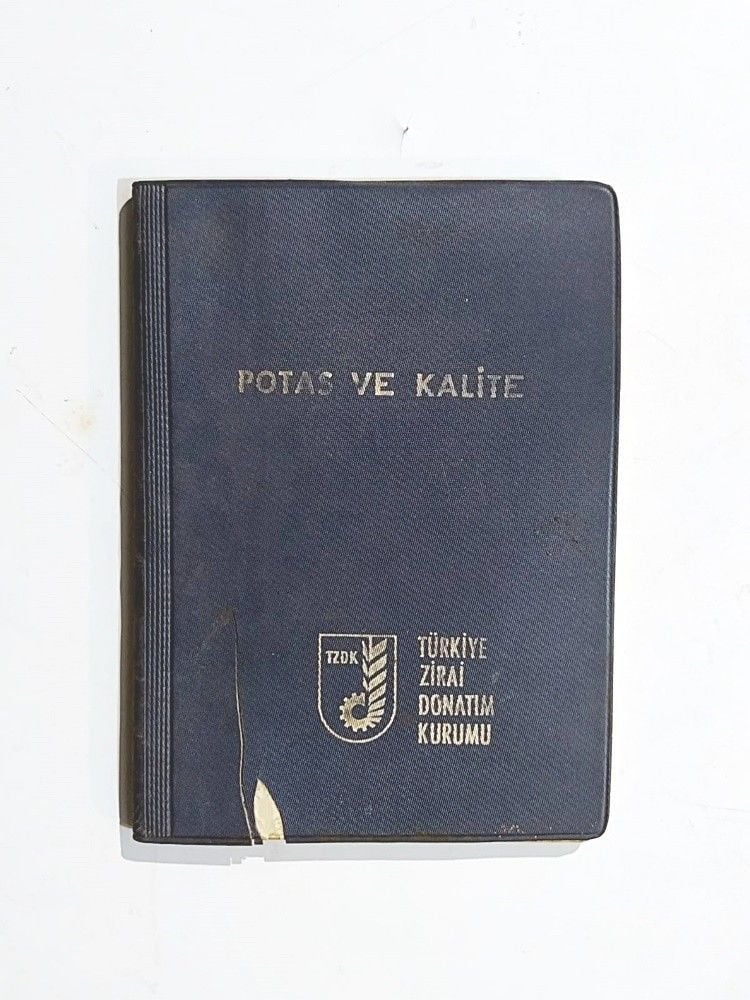 POTAS VE KALİTE
TZDK
TÜRKİYE
ZİRAİ
DONATIM
KURUMU